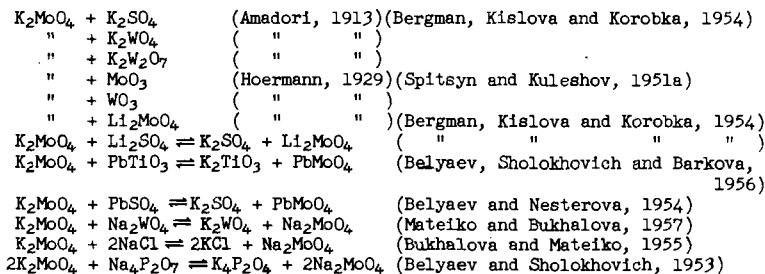 K₂MoO₄ + K₂SO₄ (Amadori, 1913)(Bergman, Kislova and Korobka, 1954)
" + K₂WO₄ ( " " )
" + K₂W₂O₇ ( " " )
" + MoO₃ (Hoermann, 1929)(Spitsyn and Kuleshov, 1951a)
" + WO₃ ( " " )
" + Li₂MoO₄ ( " " )(Bergman, Kislova and Korobka, 1954)
K₂MoO₄ + Li₂SO₄ ⇌ K₂SO₄ + Li₂MoO₄ ( " " " " )
K₂MoO₄ + PbTiO₃ ⇌ K₂TiO₃ + PbMoO₄ (Belyaev, Sholokhovich and Barkova,
1956)
K₂MoO₄ + PbSO₄ ⇌ K₂SO₄ + PbMoO₄ (Belyaev and Nesterova, 1954)
K₂MoO₄ + Na₂WO₄ ⇌ K₂WO₄ + Na₂MoO₄ (Mateiko and Bukhalova, 1957)
K₂MoO₄ + 2NaCl ⇌ 2KCl + Na₂MoO₄ (Bukhalova and Mateiko, 1955)
2K₂MoO₄ + Na₄P₂O₇ ⇌ K₄P₂O₄ + 2Na₂MoO₄ (Belyaev and Sholokhovich, 1953)